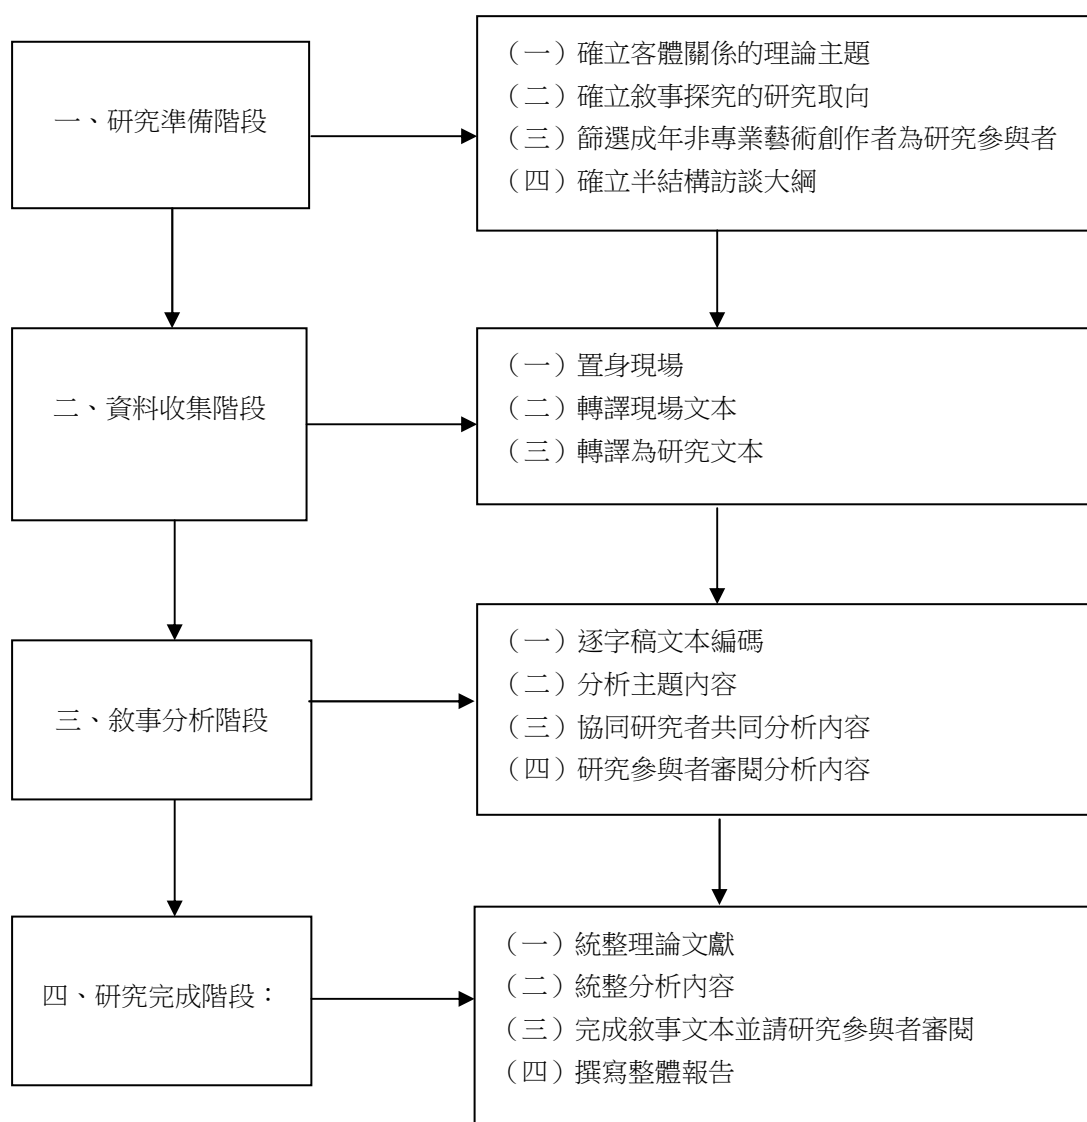 一、研究準備階段
（一）確立客體關係的理論主題
（二）確立敘事探究的研究取向
（三）篩選成年非專業藝術創作者為研究參與者
（四）確立半結構訪談大綱
二、資料收集階段
（一）置身現場
（二）轉譯現場文本
（三）轉譯為研究文本
三、敘事分析階段
（一）逐字稿文本編碼
（二）分析主題內容
（三）協同研究者共同分析內容
（四）研究參與者審閱分析內容
四、研究完成階段：
（一）統整理論文獻
（二）統整分析內容
（三）完成敘事文本並請研究參與者審閱
（四）撰寫整體報告